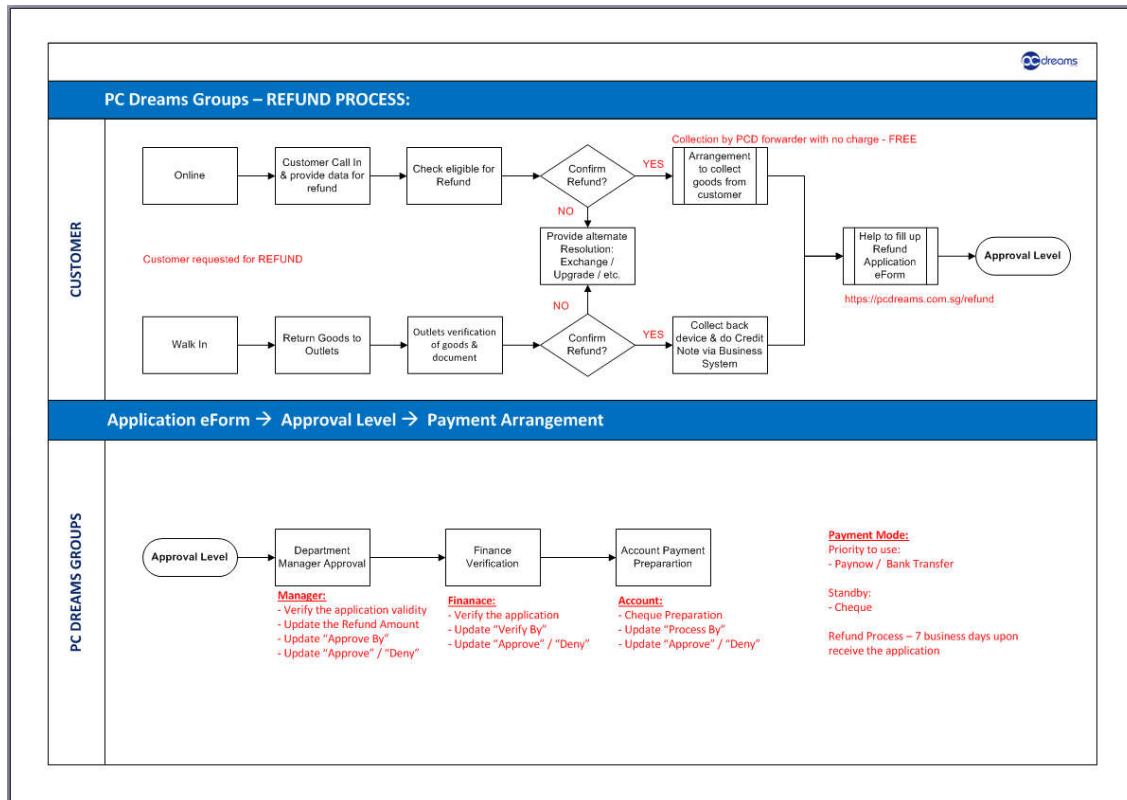 pcdreams
PC Dreams Groups – REFUND PROCESS:
CUSTOMER
Collection by PCD forwarder with no charge - FREE
Online
Customer Call In
& provide data for
refund
Check eligible for
Refund
Confirm
Refund?
YES
Arrangement
to collect
goods from
customer
NO
Provide alternate
Resolution:
Exchange /
Upgrade / etc.
Help to fill up
Refund
Application
eForm
Approval Level
Customer requested for REFUND
https://pcdreams.com.sg/refund
NO
Walk In
Return Goods to
Outlets
Outlets verification
of goods &
document
Confirm
Refund?
YES
Collect back
device & do Credit
Note via Business
System
Application eForm → Approval Level → Payment Arrangement
PC DREAMS GROUPS
Approval Level
Department
Manager Approval
Finance
Verification
Account Payment
Preparartion
Manager:
- Verify the application validity
- Update the Refund Amount
- Update “Approve By”
- Update “Approve” / “Deny”
Finanace:
- Verify the application
- Update “Verify By”
- Update “Approve” / “Deny”
Account:
- Cheque Preparation
- Update “Process By”
- Update “Approve” / “Deny”
Payment Mode:
Priority to use:
- Paynow / Bank Transfer
Standby:
- Cheque
Refund Process – 7 business days upon
receive the application